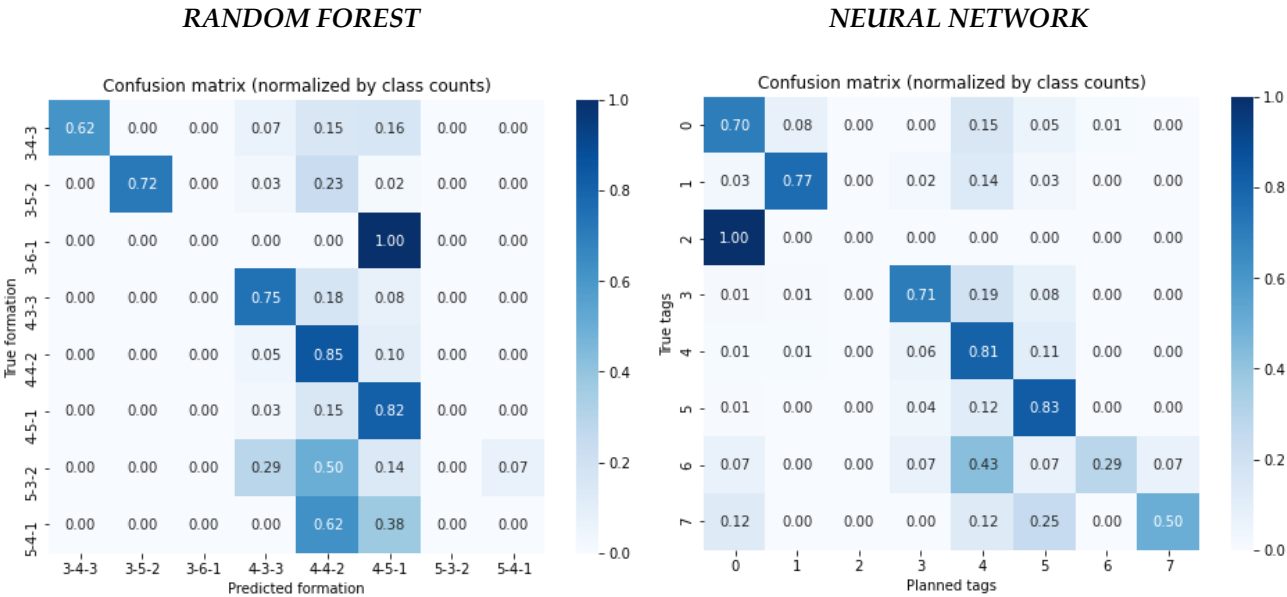 RANDOM FOREST
Confusion matrix (normalized by class counts)
3-4-3 0.62 0.00 0.00 0.07 0.15 0.16 0.00 0.00
3-5-2 0.00 0.72 0.00 0.03 0.23 0.02 0.00 0.00
3-6-1 0.00 0.00 0.00 0.00 0.00 1.00 0.00 0.00
4-3-3 0.00 0.00 0.00 0.75 0.18 0.08 0.00 0.00
4-4-2 0.00 0.00 0.00 0.05 0.85 0.10 0.00 0.00
4-5-1 0.00 0.00 0.00 0.03 0.15 0.82 0.00 0.00
5-3-2 0.00 0.00 0.00 0.29 0.50 0.14 0.00 0.07
5-4-1 0.00 0.00 0.00 0.00 0.62 0.38 0.00 0.00
True formation
3-4-3 3-5-2 3-6-1 4-3-3 4-4-2 4-5-1 5-3-2 5-4-1
Predicted formation
1.0
0.8
0.6
0.4
0.2
0.0
NEURAL NETWORK
Confusion matrix (normalized by class counts)
0 0.70 0.08 0.00 0.00 0.15 0.05 0.01 0.00
1 0.03 0.77 0.00 0.02 0.14 0.03 0.00 0.00
2 1.00 0.00 0.00 0.00 0.00 0.00 0.00 0.00
3 0.01 0.01 0.00 0.71 0.19 0.08 0.00 0.00
4 0.01 0.01 0.00 0.06 0.81 0.11 0.00 0.00
5 0.01 0.00 0.00 0.04 0.12 0.83 0.00 0.00
6 0.07 0.00 0.00 0.07 0.43 0.07 0.29 0.07
7 0.12 0.00 0.00 0.00 0.12 0.25 0.00 0.50
True tags
0 1 2 3 4 5 6 7
Planned tags
1.0
0.8
0.6
0.4
0.2
0.0